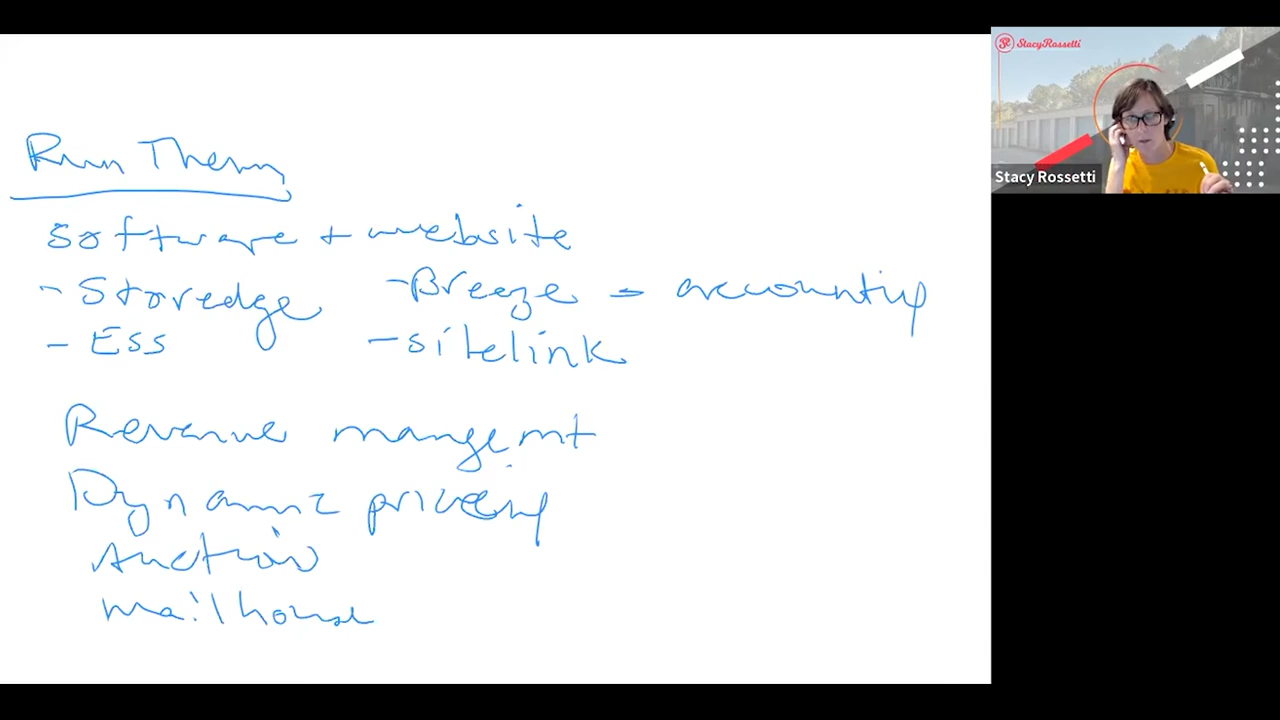 Run Them
software + website
- Storedge - Breeze - accounting
- Ess - sitelink
Revenue mangemt
Dynamic pricing
Auction
mailhouse
StacyRossetti
Stacy Rossetti